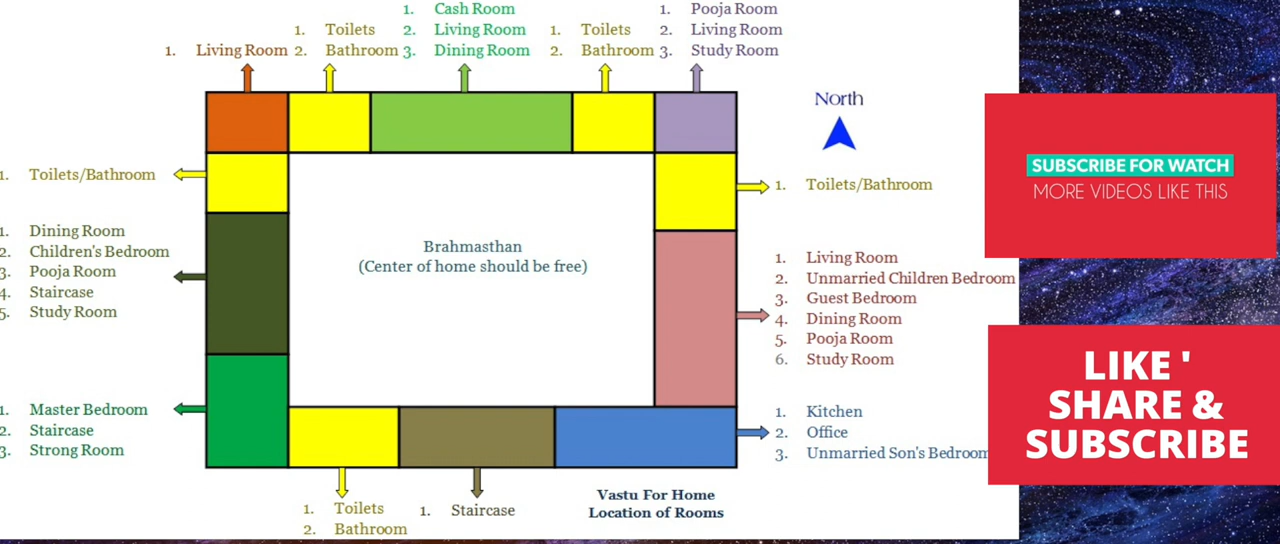 1. Living Room
1. Toilets
2. Bathroom
1. Cash Room
2. Living Room
3. Dining Room
1. Toilets
2. Bathroom
1. Pooja Room
2. Living Room
3. Study Room
North
1. Toilets/Bathroom
1. Dining Room
2. Children's Bedroom
3. Pooja Room
4. Staircase
5. Study Room
1. Master Bedroom
2. Staircase
3. Strong Room
Brahmasthan
(Center of home should be free)
1. Toilets/Bathroom
1. Living Room
2. Unmarried Children Bedroom
3. Guest Bedroom
4. Dining Room
5. Pooja Room
6. Study Room
1. Kitchen
2. Office
3. Unmarried Son's Bedroom
1. Toilets
2. Bathroom
1. Staircase
Vastu For Home
Location of Rooms
SUBSCRIBE FOR WATCH
MORE VIDEOS LIKE THIS
LIKE '
SHARE &
SUBSCRIBE